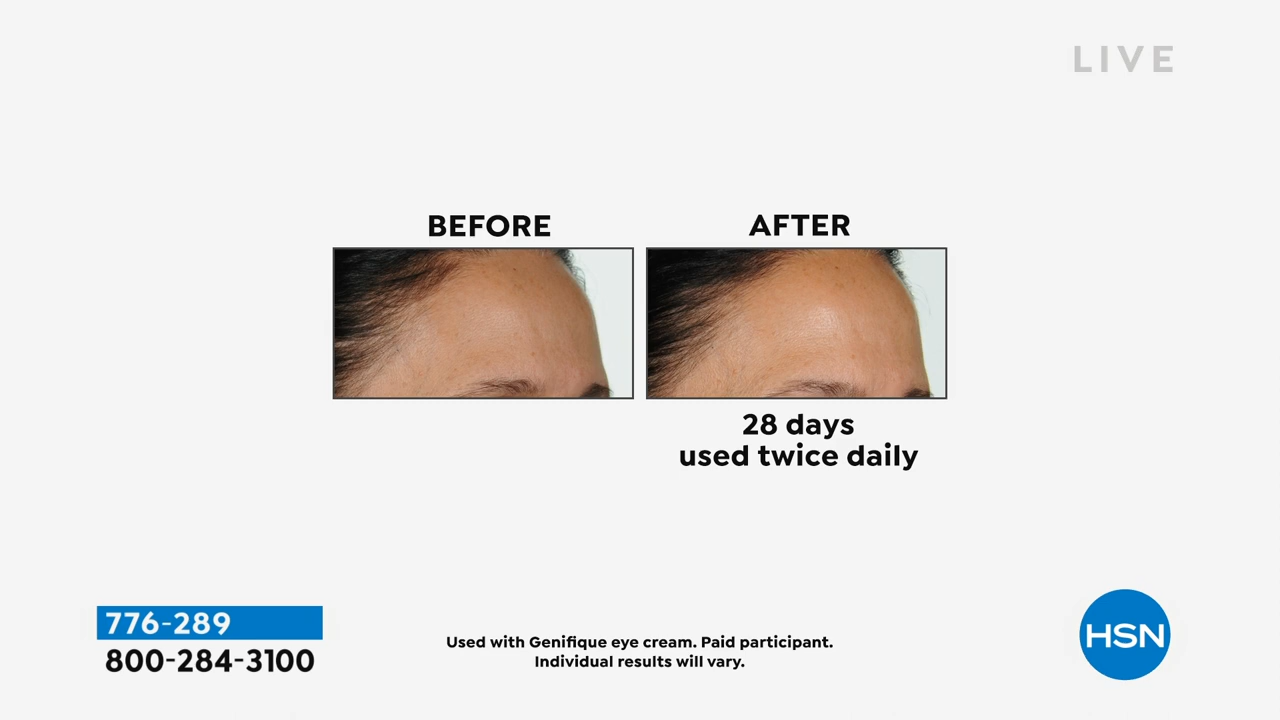 LIVE
BEFORE
AFTER
28 days
used twice daily
776-289
800-284-3100
Used with Genifique eye cream. Paid participant.
Individual results will vary.
HSN